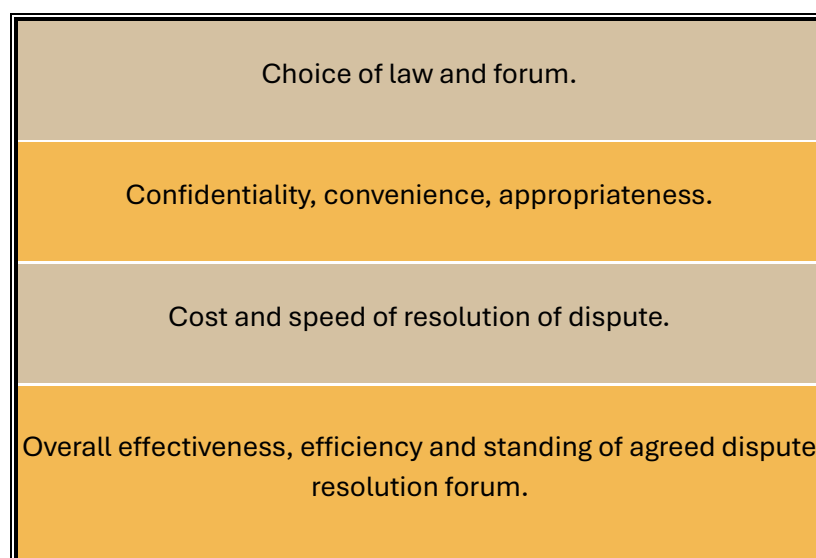 Choice of law and forum.
Confidentiality, convenience, appropriateness.
Cost and speed of resolution of dispute.
Overall effectiveness, efficiency and standing of agreed dispute
resolution forum.